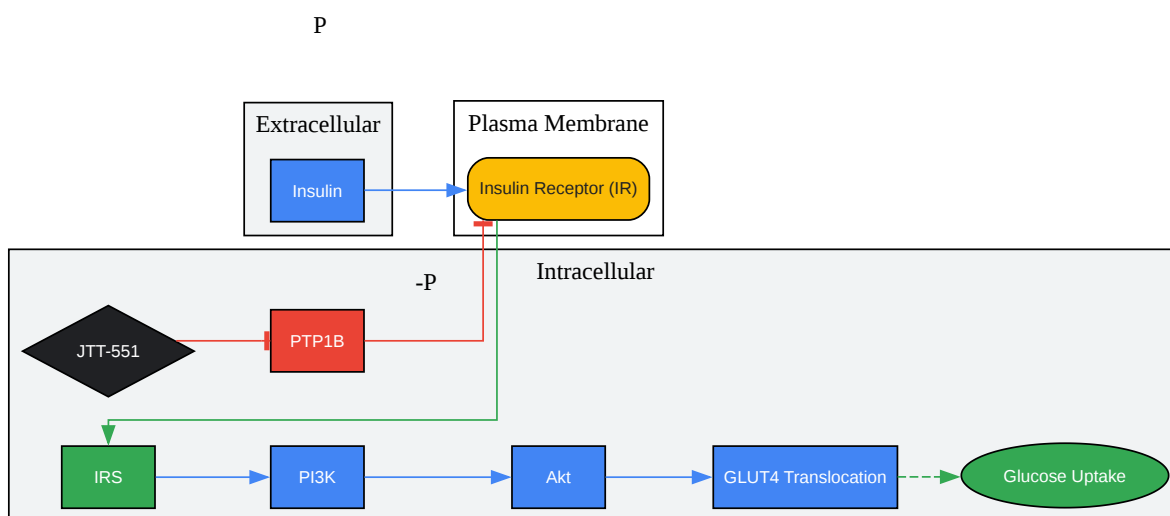 P
Extracellular
Plasma Membrane
Insulin
Insulin Receptor (IR)
Intracellular
-P
JTT-551
PTP1B
IRS
PI3K
Akt
GLUT4 Translocation
Glucose Uptake